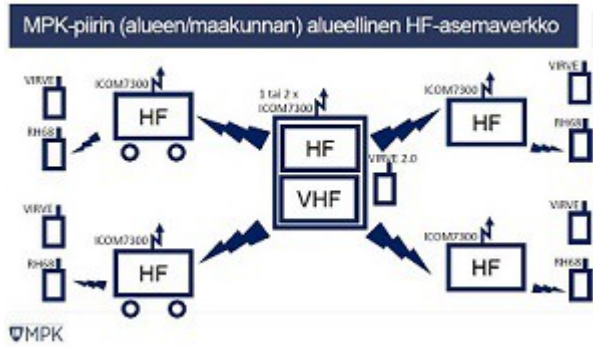 MPK-piirin (alueen/maakunnan) alueellinen HF-asemaverkko
VIRVE
ICOM7300
HF
RH68
1 tai 2 x
ICOM7300
HF
VHF
VIRVE 2.0
ICOM7300
HF
VIRVE
RH68
VIRVE
ICOM7300
HF
RH68
ICOM7300
HF
VIRVE
RH68
MPK